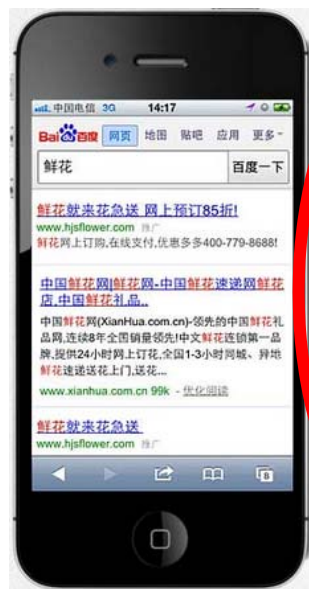 中国电信 3G 14:17
Bai百度 网页 地图 贴吧 应用 更多
鲜花 百度一下
鲜花就来花急送 网上预订85折!
www.hjsflower.com 推广
鲜花网上订购,在线支付,优惠多多400-779-8688!
中国鲜花网|鲜花网-中国鲜花速递网鲜花
店,中国鲜花礼品..
中国鲜花网(XianHua.com.cn)-领先的中国鲜花礼
品网,连续8年全国销量领先!中文鲜花连锁第一品
牌,提供24小时网上订花,全国1-3小时同城、异地
鲜花速递送花上门,送花...
www.xianhua.com.cn 99k - 优化阅读
鲜花就来花急送
www.hjsflower.com 推广
6